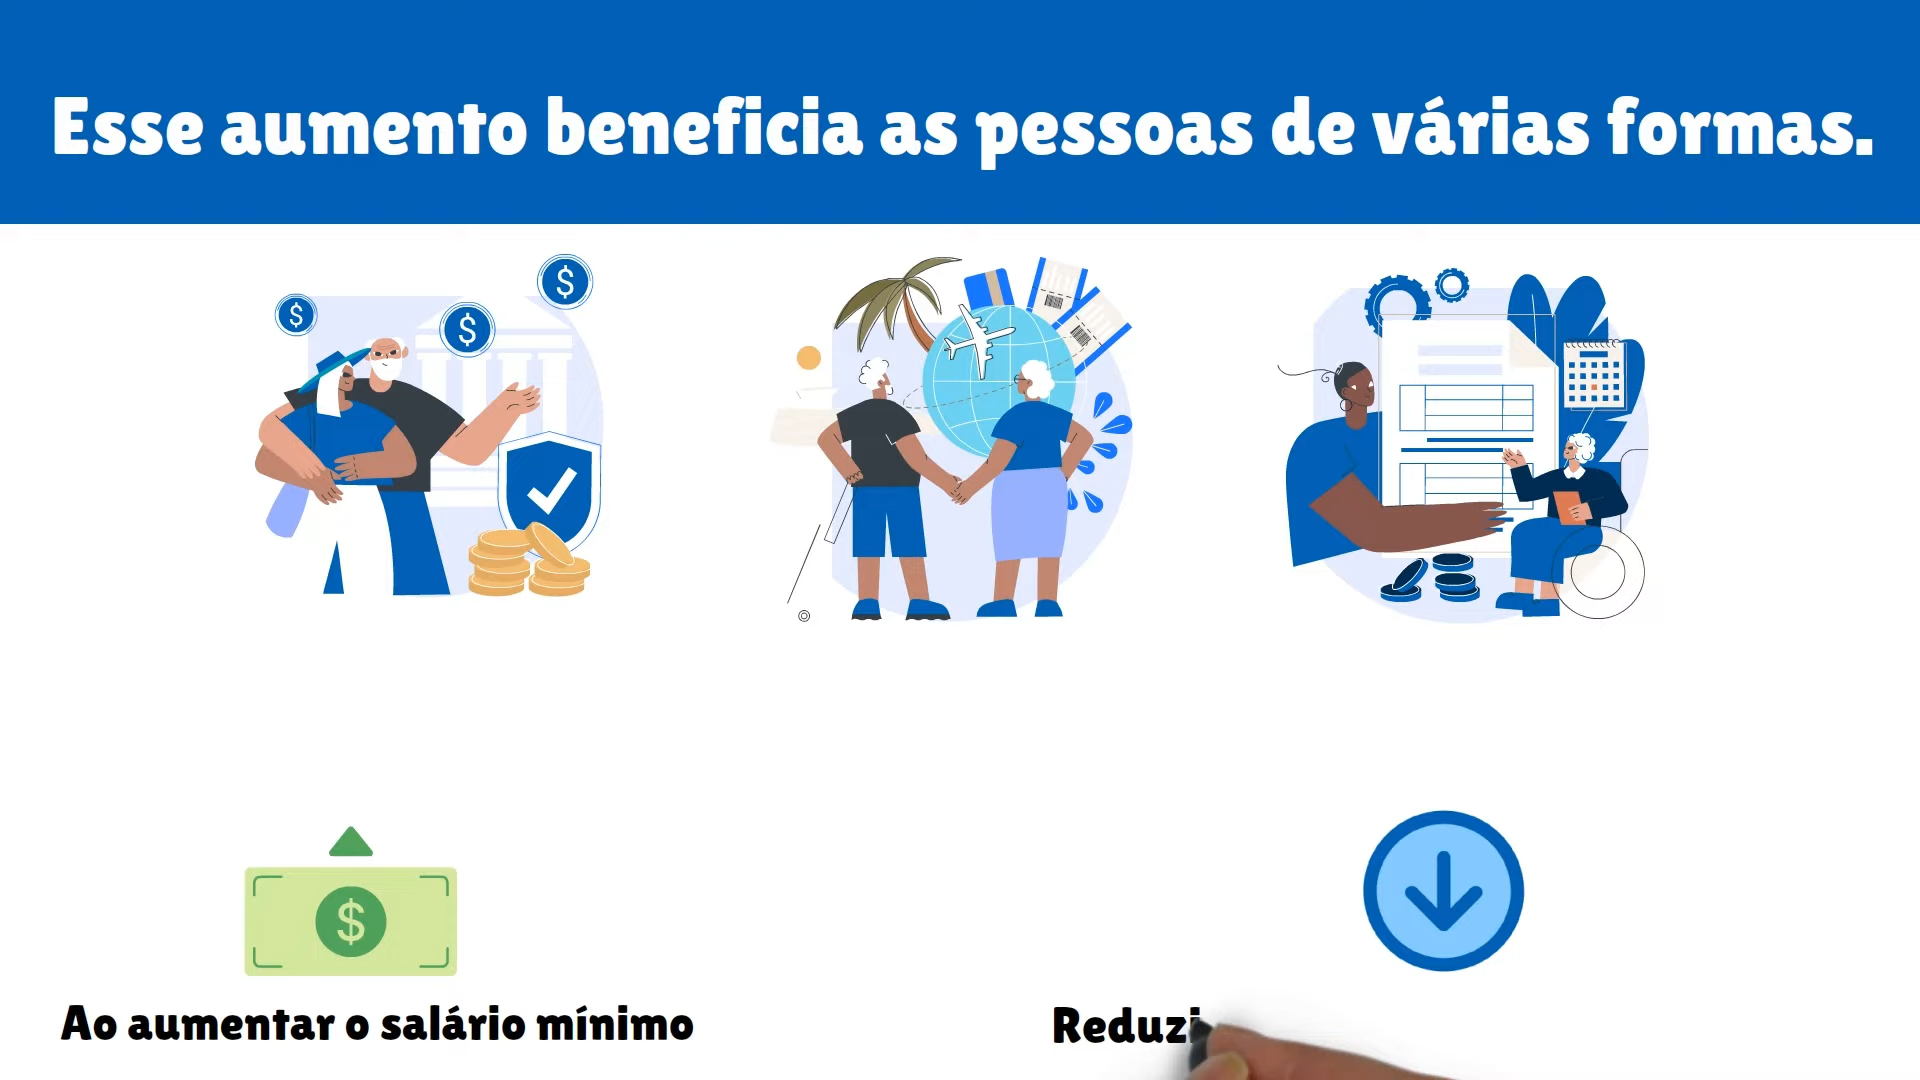 Esse aumento beneficia as pessoas de várias formas.
$
$
$
$
Ao aumentar o salário mínimo
Reduzi